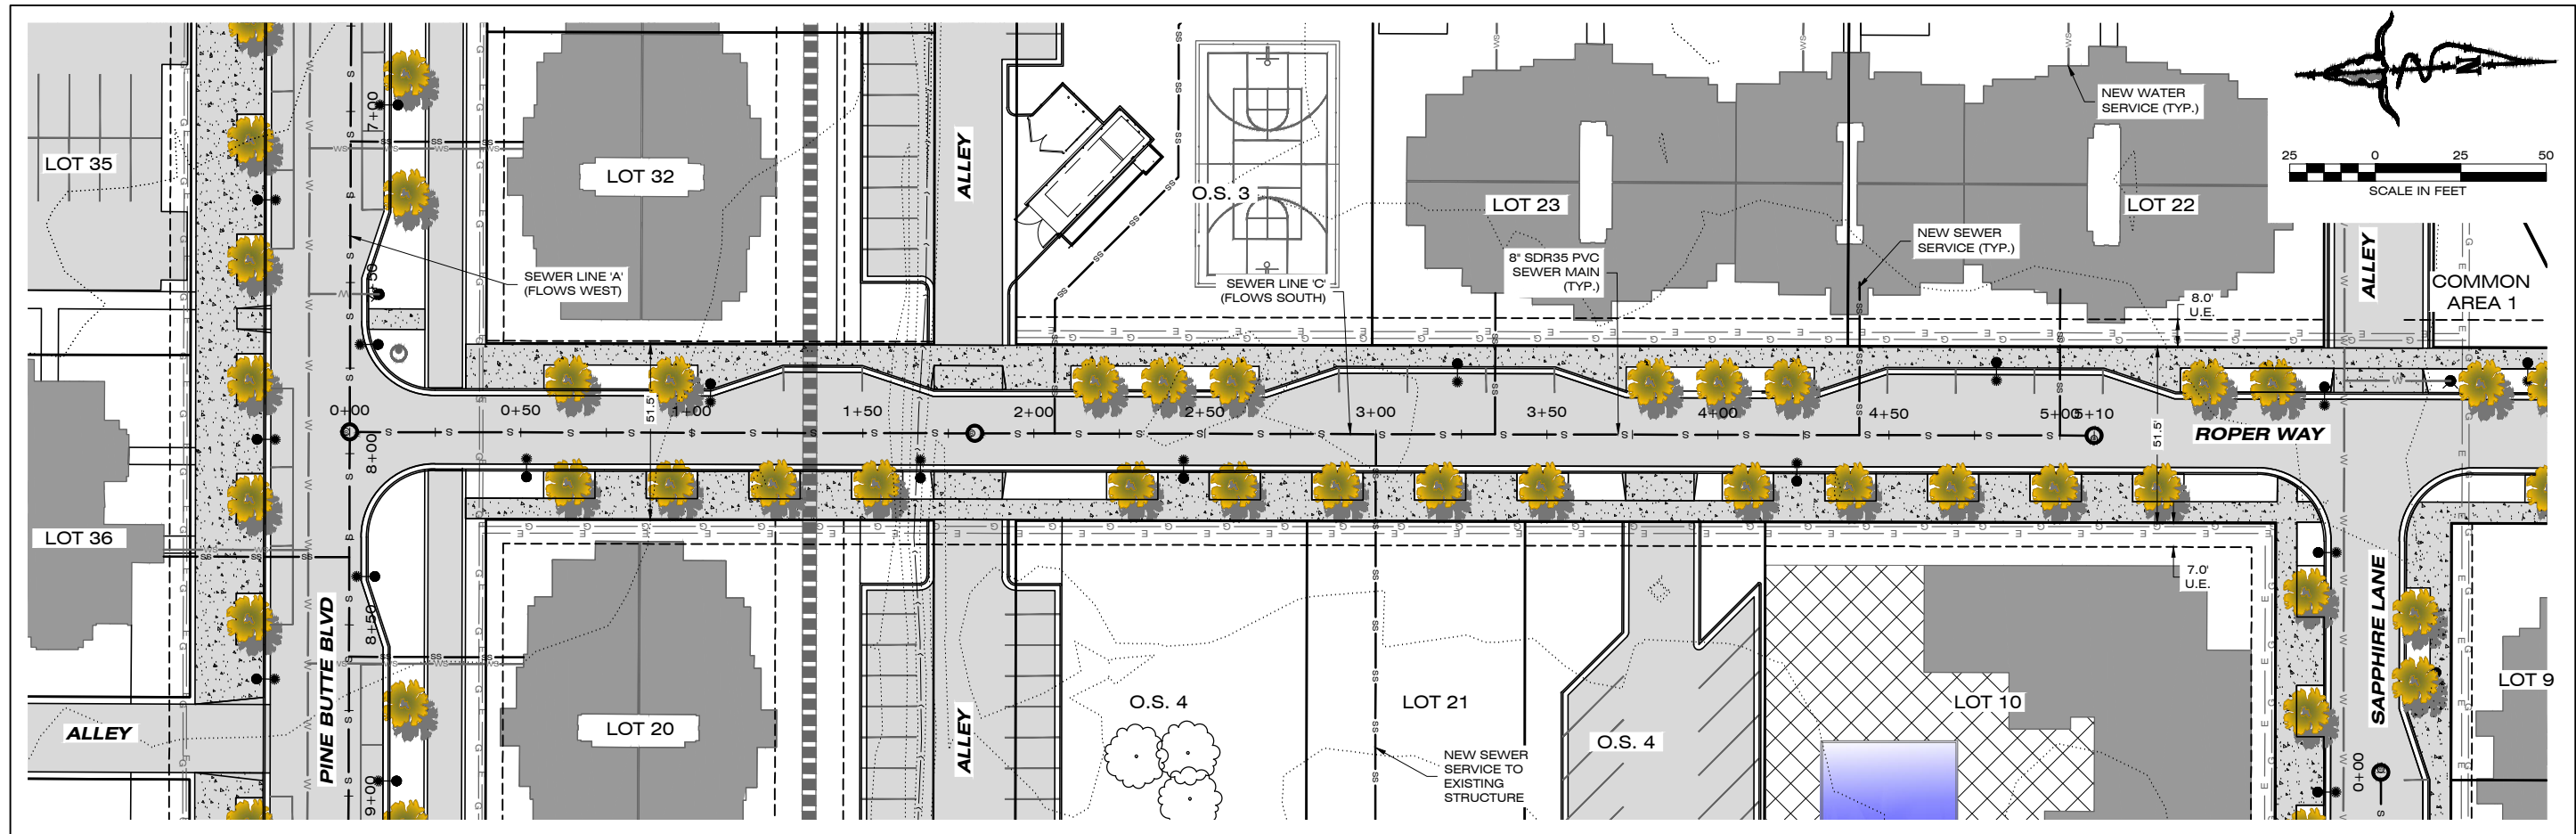 LOT 35
7+00
LOT 32
ALLEY
O.S. 3
LOT 23
LOT 22
NEW WATER
SERVICE (TYP.)
N
25
0
25
50
SCALE IN FEET
NEW SEWER
SERVICE (TYP.)
8" SDR35 PVC
SEWER MAIN
(TYP.)
SEWER LINE 'A'
(FLOWS WEST)
SEWER LINE 'C'
(FLOWS SOUTH)
ALLEY
COMMON
AREA 1
8.0'
U.E.
0+00
0+50
51.5'
1+00
1+50
2+00
2+50
3+00
3+50
4+00
4+50
5+00
5+10
51.5'
ROPER WAY
8+00
LOT 36
PINE BUTTE BLVD
8+50
9+00
ALLEY
LOT 20
ALLEY
O.S. 4
LOT 21
NEW SEWER
SERVICE TO
EXISTING
STRUCTURE
O.S. 4
LOT 10
7.0'
U.E.
SAPPHIRE LANE
0+00
LOT 9